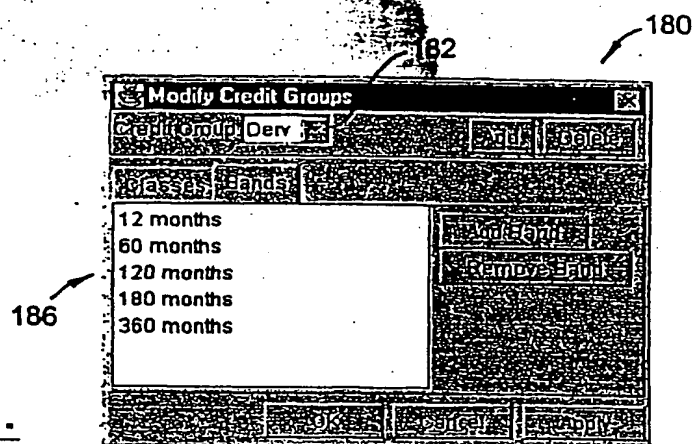 180
182
Modify Credit Groups
Credit Group: Derv Add Delete
Classes Bands
12 months Add Band
60 months Remove Band
120 months
180 months
360 months
186
OK Cancel Apply